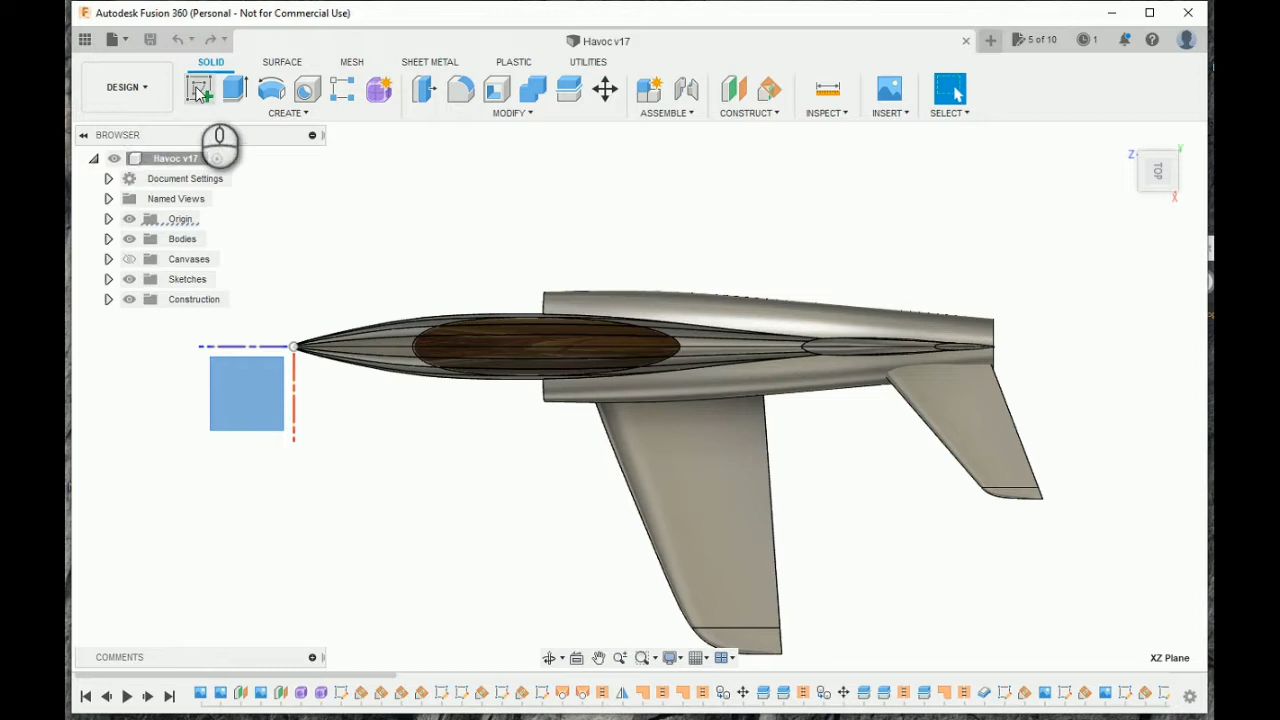 Autodesk Fusion 360 (Personal - Not for Commercial Use)
Havoc v17
5 of 10
1
SOLID SURFACE MESH SHEET METAL PLASTIC UTILITIES
DESIGN
CREATE MODIFY ASSEMBLE CONSTRUCT INSPECT INSERT SELECT
BROWSER
Havoc v17
Document Settings
Named Views
Origin
Bodies
Canvases
Sketches
Construction
Z
Y
TOP
X
COMMENTS
XZ Plane